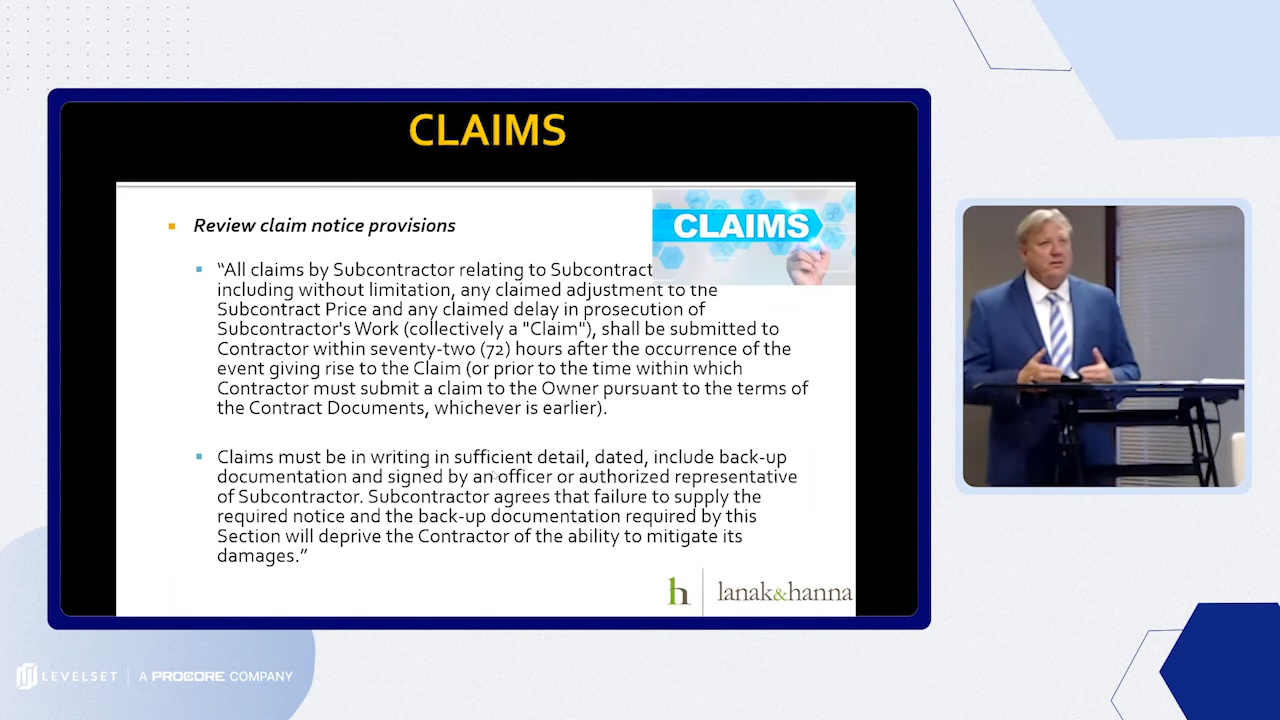 CLAIMS
Review claim notice provisions
CLAIMS
“All claims by Subcontractor relating to Subcontract
including without limitation, any claimed adjustment to the
Subcontract Price and any claimed delay in prosecution of
Subcontractor's Work (collectively a "Claim"), shall be submitted to
Contractor within seventy-two (72) hours after the occurrence of the
event giving rise to the Claim (or prior to the time within which
Contractor must submit a claim to the Owner pursuant to the terms of
the Contract Documents, whichever is earlier).
Claims must be in writing in sufficient detail, dated, include back-up
documentation and signed by an officer or authorized representative
of Subcontractor. Subcontractor agrees that failure to supply the
required notice and the back-up documentation required by this
Section will deprive the Contractor of the ability to mitigate its
damages.”
h lanak&hanna
LEVELSET | A PROCORE COMPANY